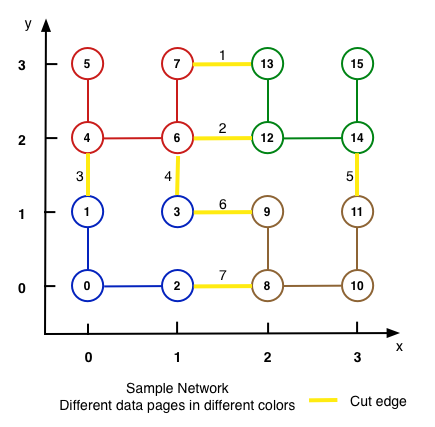 y
3 5 7 1 13 15
2 4 6 2 12 14
3 4 5
1 1 3 6 9 11
0 0 2 7 8 10
x
0 1 2 3
Sample Network
Different data pages in different colors Cut edge